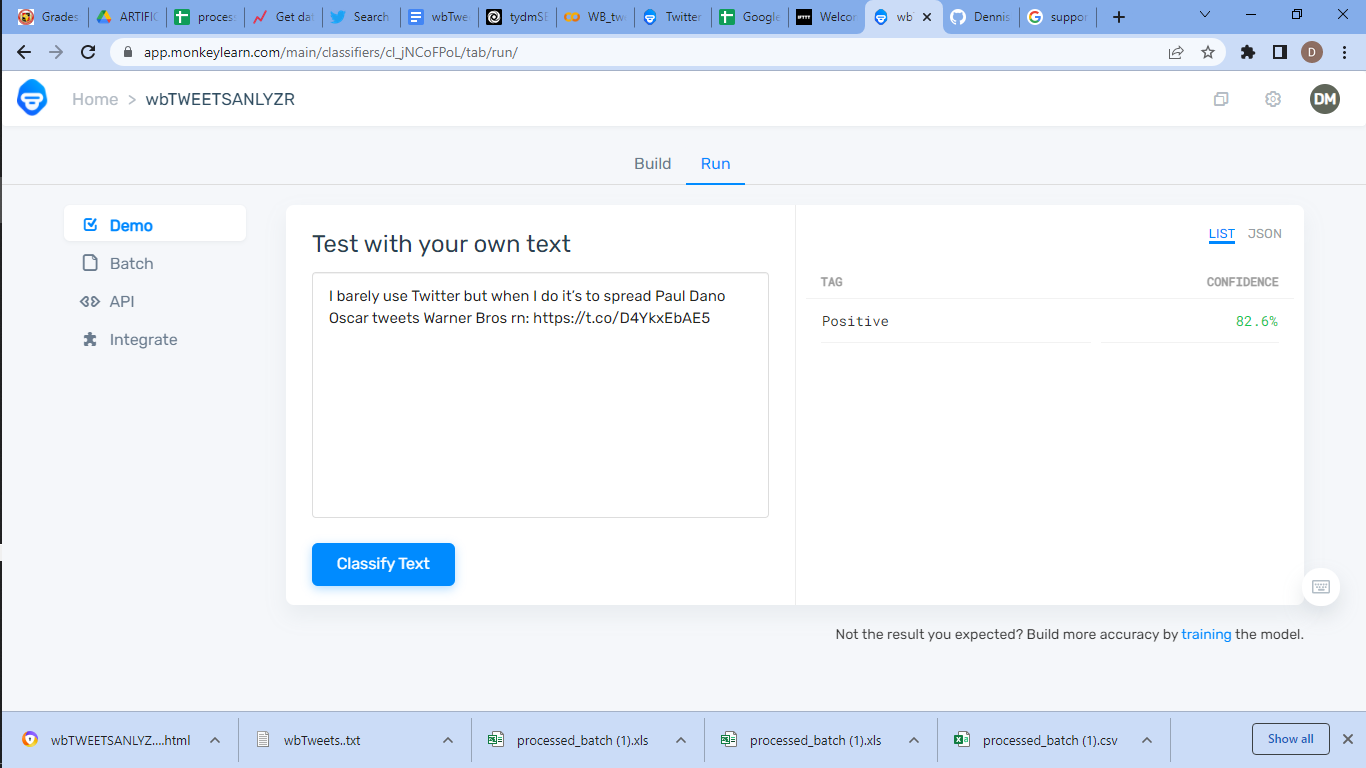 Grades
ARTIFIC
process
Get dat
Search
wbTwe
tydmSE
WB_tw
Twitter
Google
IFTTT
Welcom
wb
Dennis
suppor
app.monkeylearn.com/main/classifiers/cl_jNCoFPoL/tab/run/
D
Home > wbTWEETSANLYZR
DM
Build
Run
Demo
Batch
API
Integrate
Test with your own text
I barely use Twitter but when I do it's to spread Paul Dano
Oscar tweets Warner Bros rn: https://t.co/D4YkxEbAE5
Classify Text
LIST JSON
TAG CONFIDENCE
Positive 82.6%
Not the result you expected? Build more accuracy by training the model.
wbTWEETSANLYZ....html
wbTweets..txt
processed_batch (1).xls
processed_batch (1).xls
processed_batch (1).csv
Show all